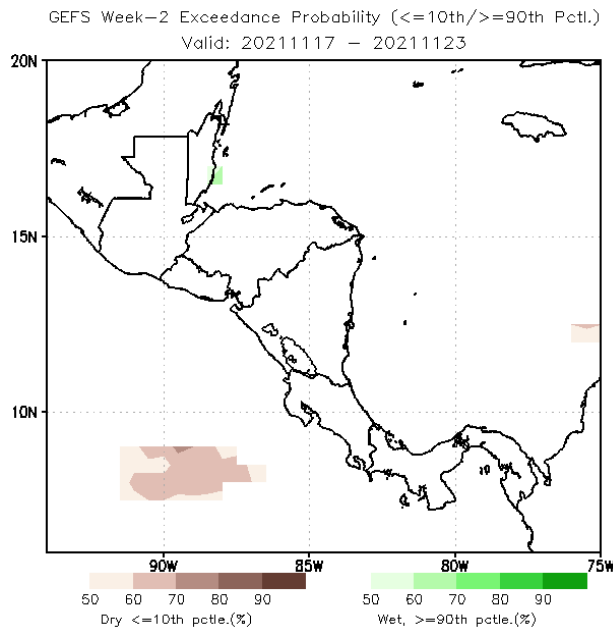 GEFS Week-2 Exceedance Probability (<=10th/>=90th Pctl.)
Valid: 20211117 - 20211123
20N
15N
10N
90W 85W 80W 75W
50 60 70 80 90 50 60 70 80 90
Dry <=10th pctle.(%) Wet, >=90th pctle.(%)